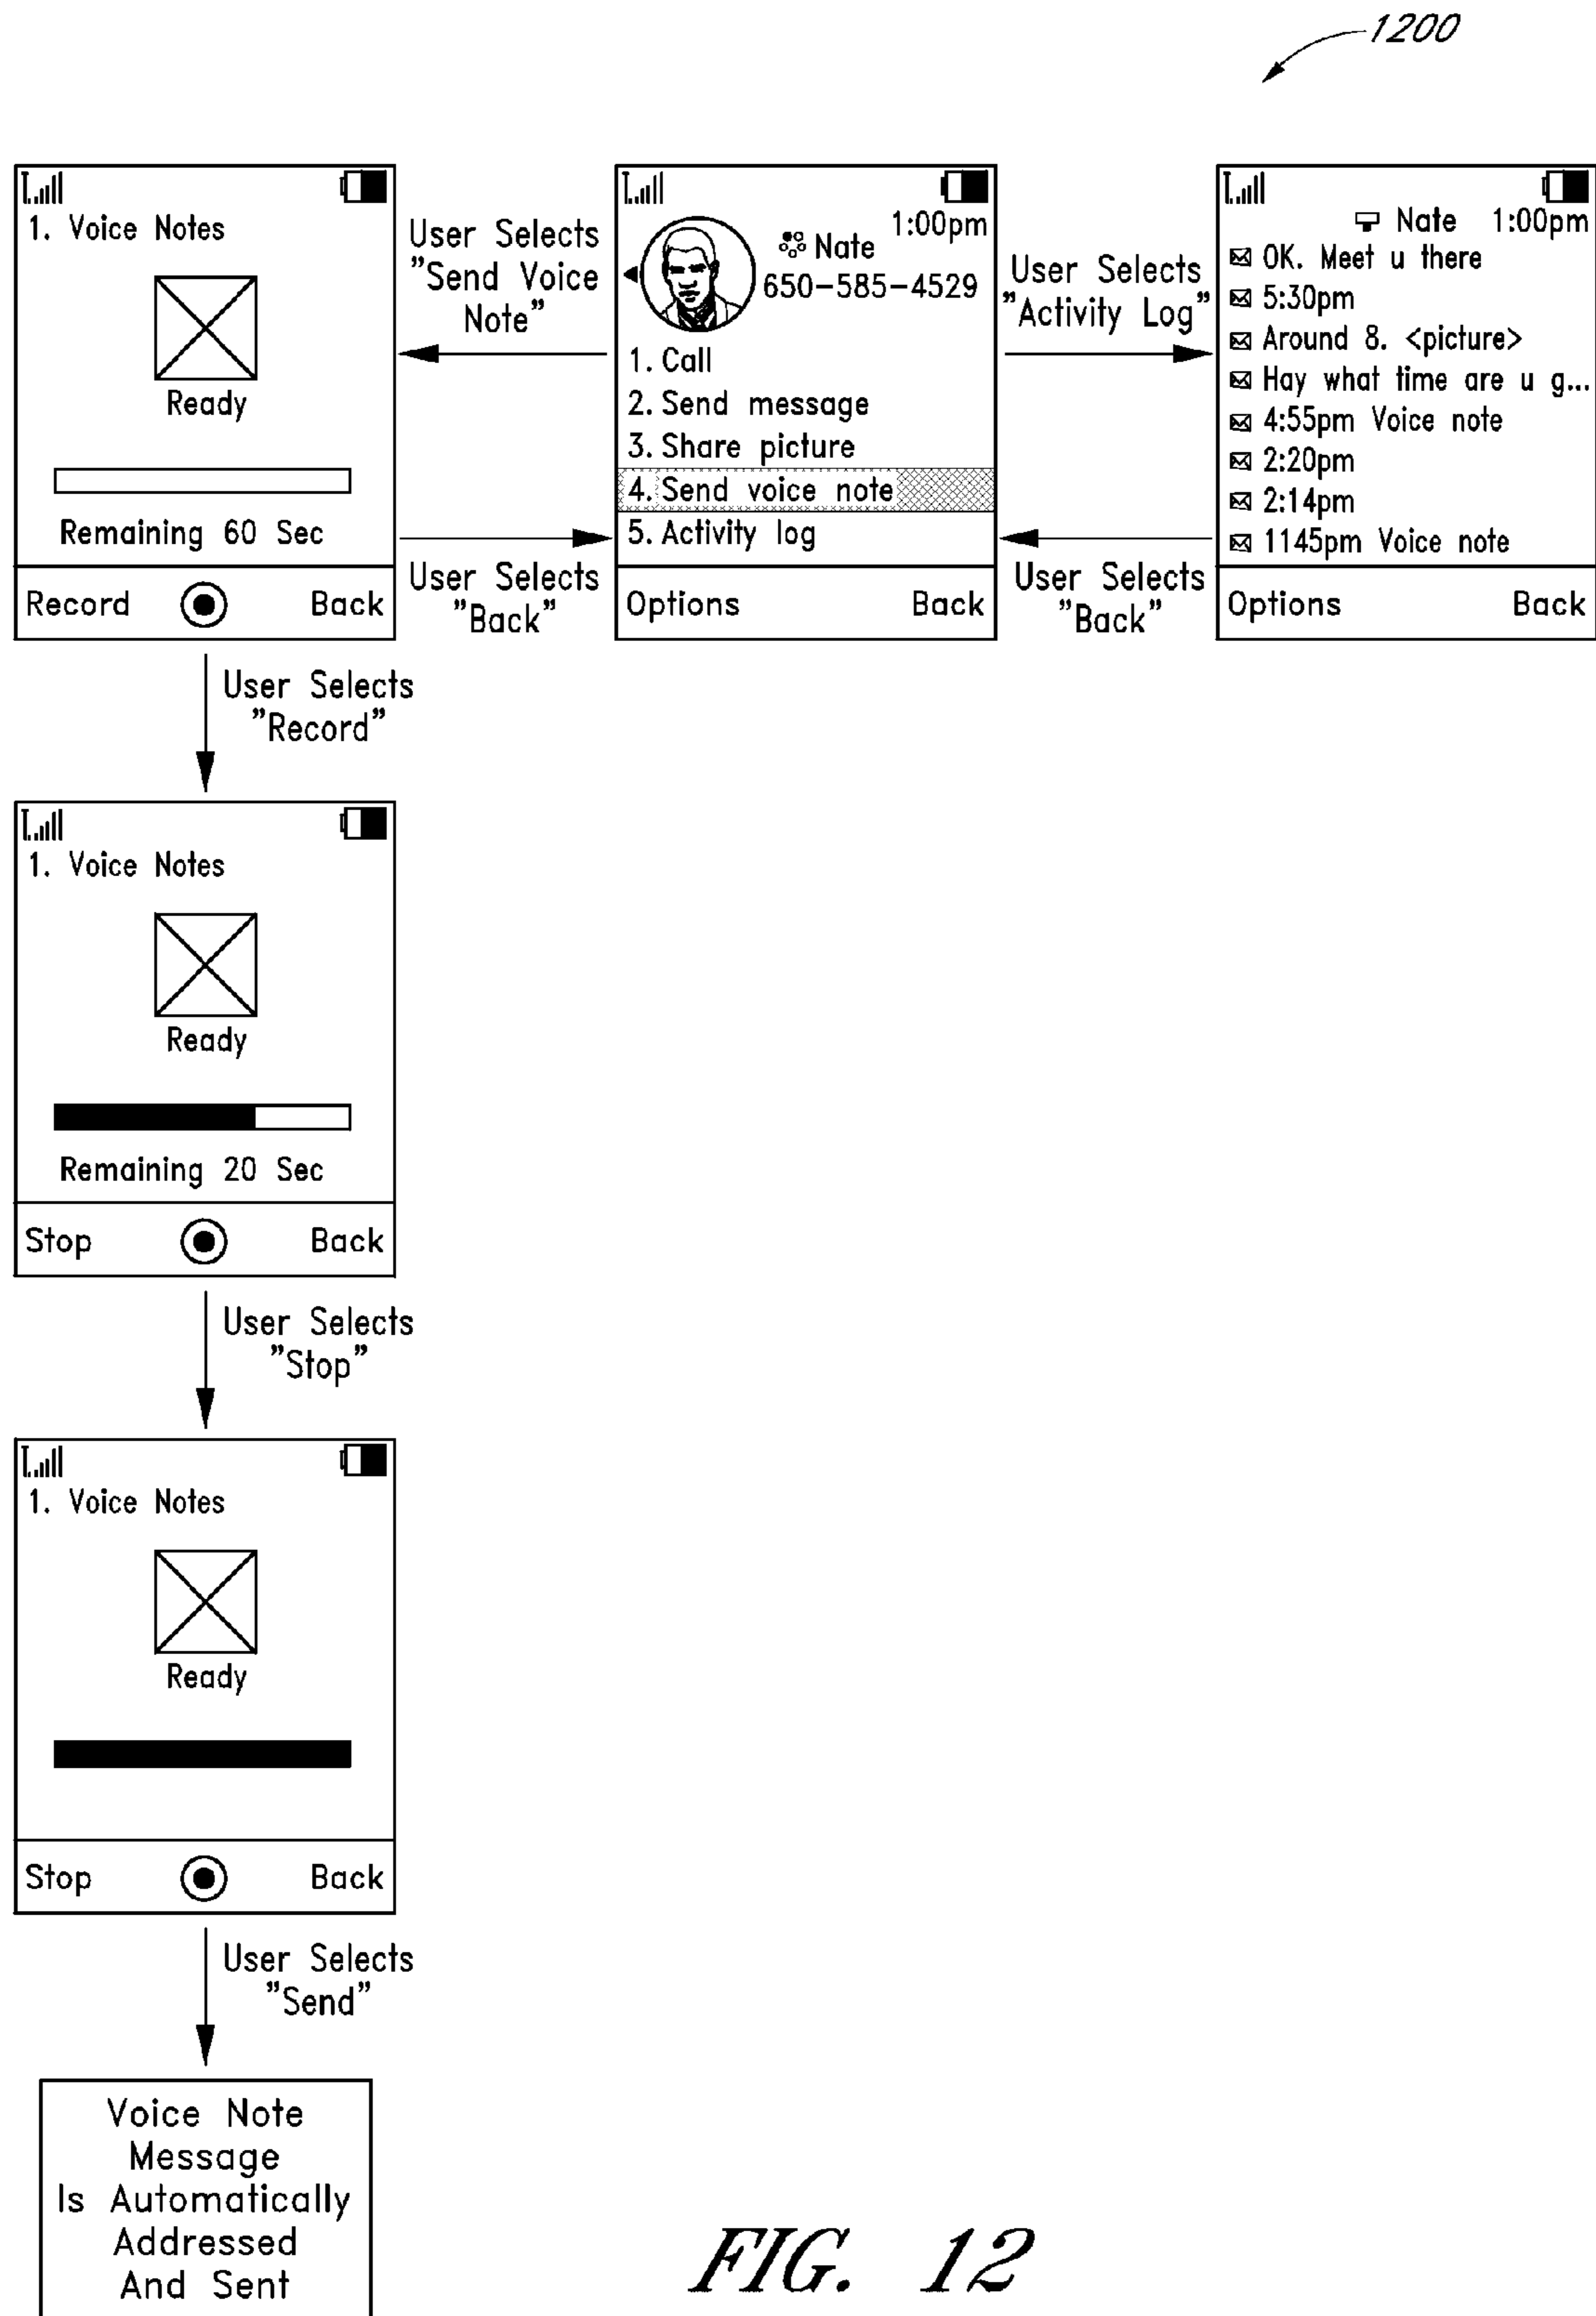 1200
1. Voice Notes
Ready
Remaining 60 Sec
Record Back
User Selects
"Send Voice
Note"
User Selects
"Back"
1:00pm
Nate
650-585-4529
1. Call
2. Send message
3. Share picture
4. Send voice note
5. Activity log
Options Back
User Selects
"Activity Log"
User Selects
"Back"
Nate 1:00pm
OK. Meet u there
5:30pm
Around 8. <picture>
Hay what time are u g...
4:55pm Voice note
2:20pm
2:14pm
1145pm Voice note
Options Back
User Selects
"Record"
1. Voice Notes
Ready
Remaining 20 Sec
Stop Back
User Selects
"Stop"
1. Voice Notes
Ready
Stop Back
User Selects
"Send"
Voice Note
Message
Is Automatically
Addressed
And Sent
FIG. 12